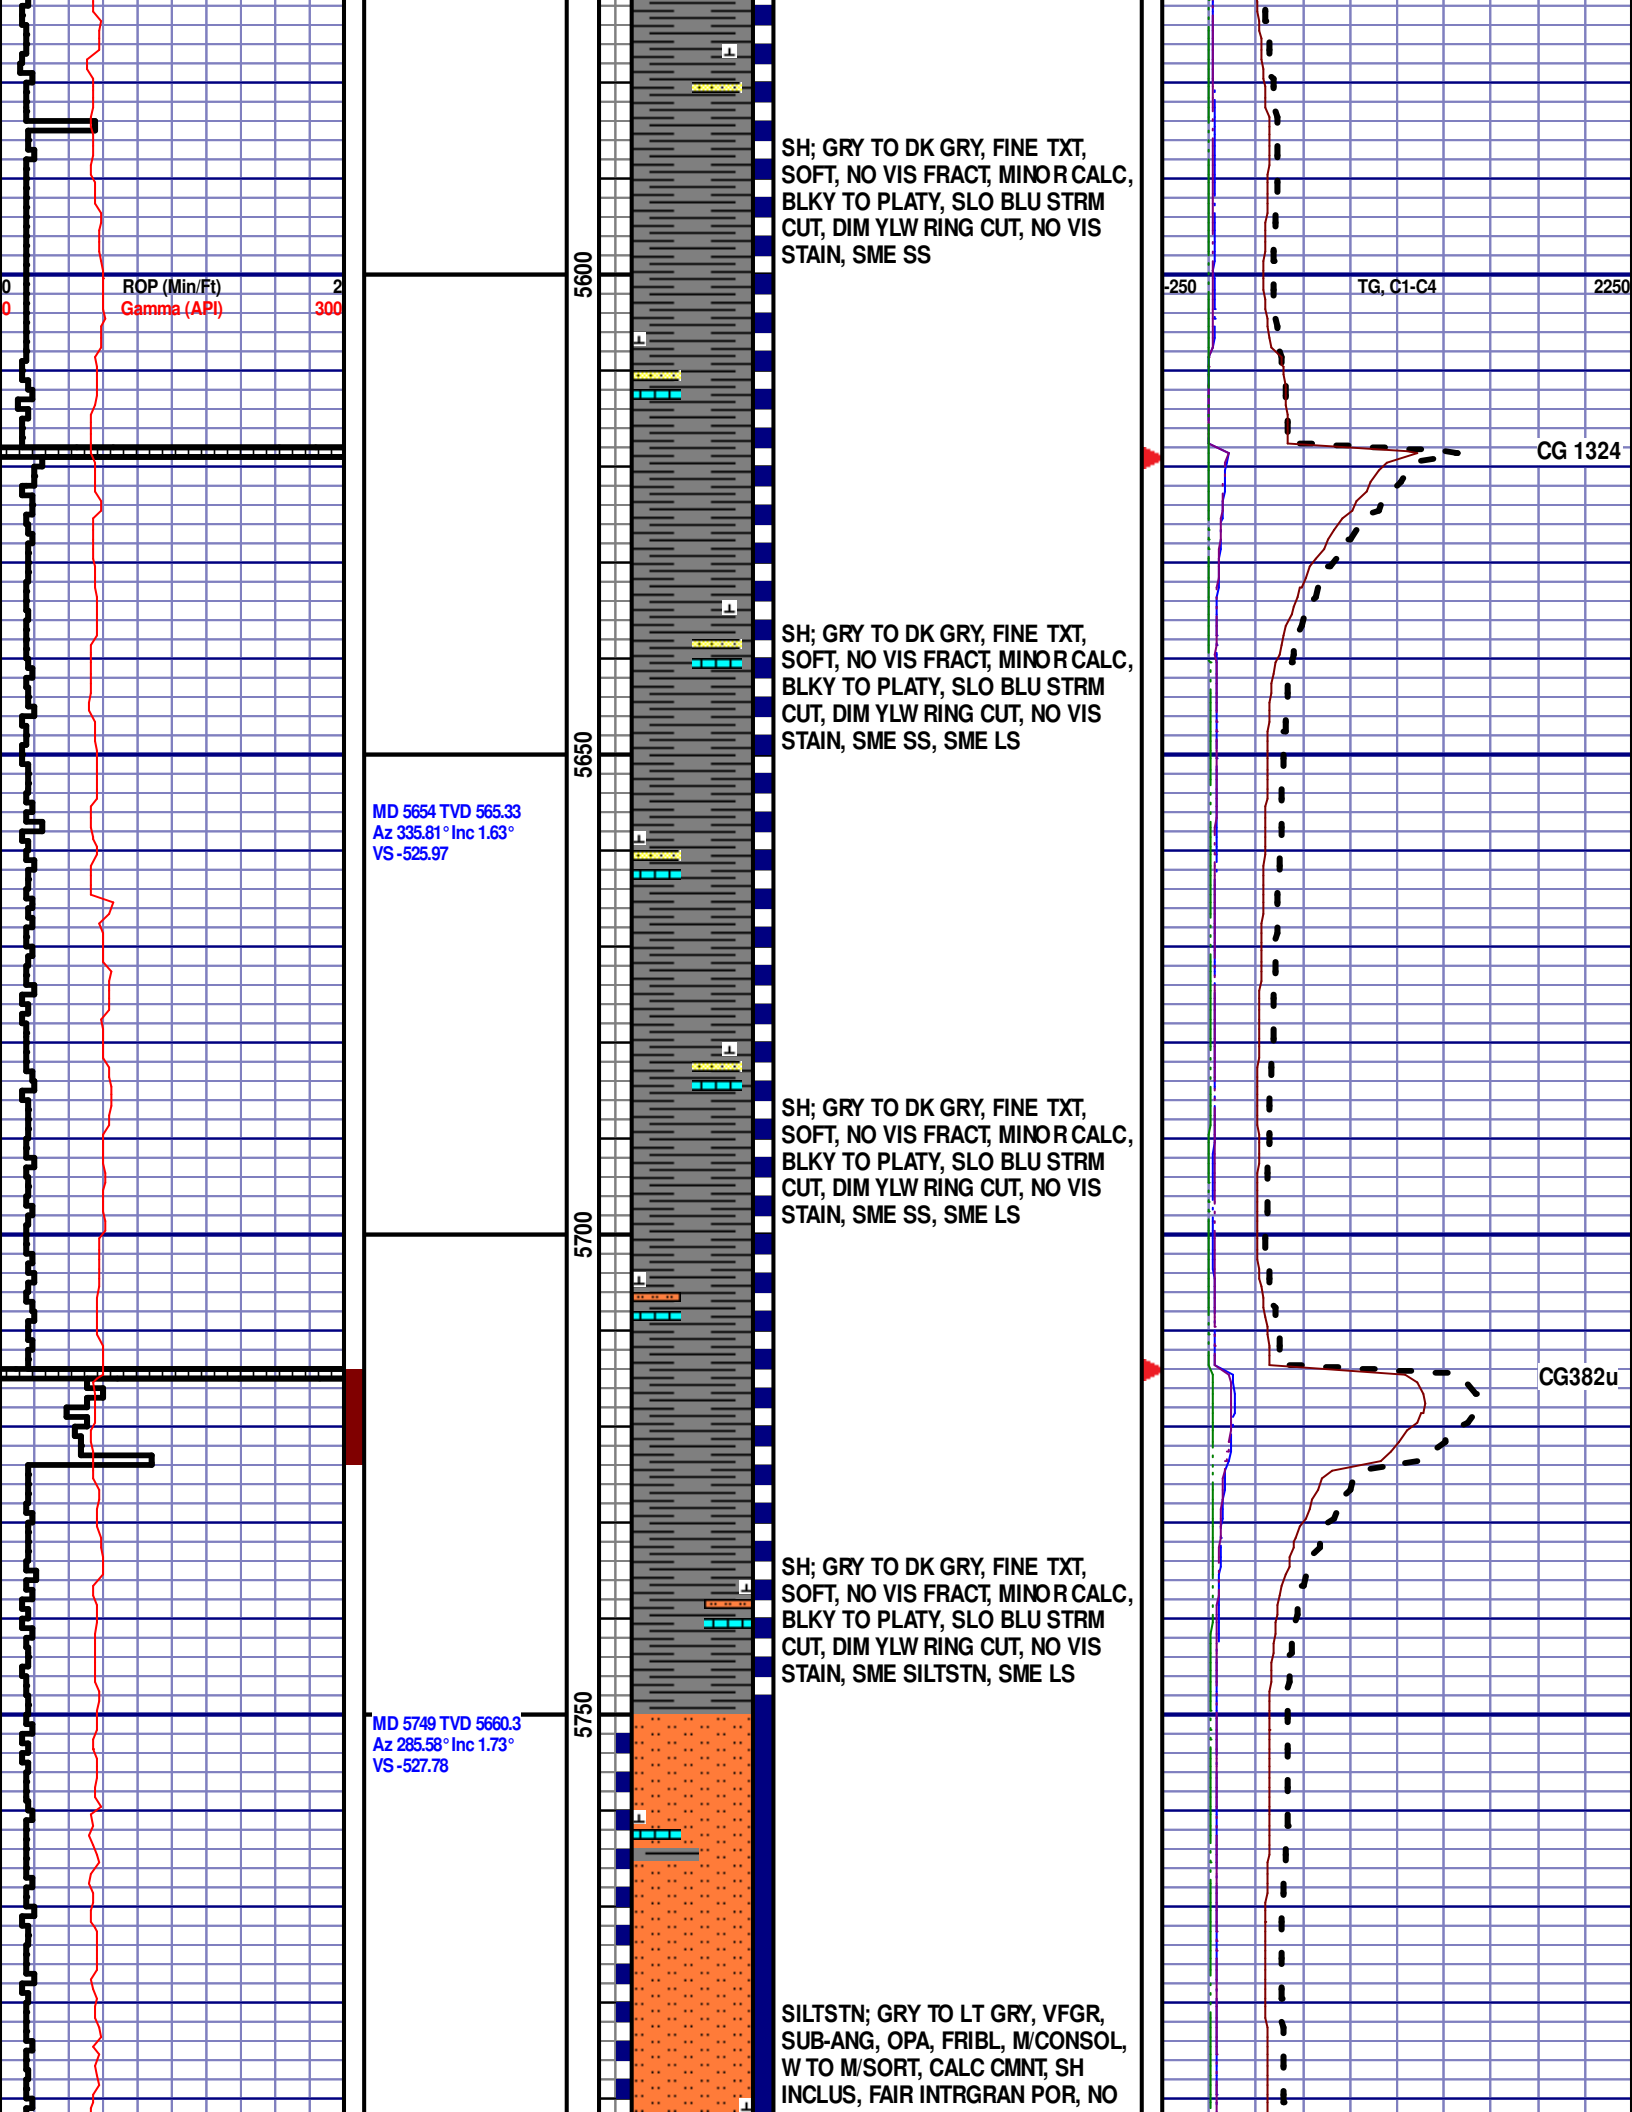 SH; GRY TO DK GRY, FINE TXT,
SOFT, NO VIS FRACT, MINOR CALC,
BLKY TO PLATY, SLO BLU STRM
CUT, DIM YLW RING CUT, NO VIS
STAIN, SME SS
5600
0 ROP (Min/Ft) 2
0 Gamma (API) 300
-250 TG, C1-C4 2250
CG 1324
SH; GRY TO DK GRY, FINE TXT,
SOFT, NO VIS FRACT, MINOR CALC,
BLKY TO PLATY, SLO BLU STRM
CUT, DIM YLW RING CUT, NO VIS
STAIN, SME SS, SME LS
5650
MD 5654 TVD 565.33
Az 335.81° Inc 1.63°
VS -525.97
SH; GRY TO DK GRY, FINE TXT,
SOFT, NO VIS FRACT, MINOR CALC,
BLKY TO PLATY, SLO BLU STRM
CUT, DIM YLW RING CUT, NO VIS
STAIN, SME SS, SME LS
5700
CG382u
SH; GRY TO DK GRY, FINE TXT,
SOFT, NO VIS FRACT, MINOR CALC,
BLKY TO PLATY, SLO BLU STRM
CUT, DIM YLW RING CUT, NO VIS
STAIN, SME SILTSTN, SME LS
5750
MD 5749 TVD 5660.3
Az 285.58° Inc 1.73°
VS -527.78
SILTSTN; GRY TO LT GRY, VFGR,
SUB-ANG, OPA, FRIBL, M/CONSOL,
W TO M/SORT, CALC CMNT, SH
INCLUS, FAIR INTRGRAN POR, NO